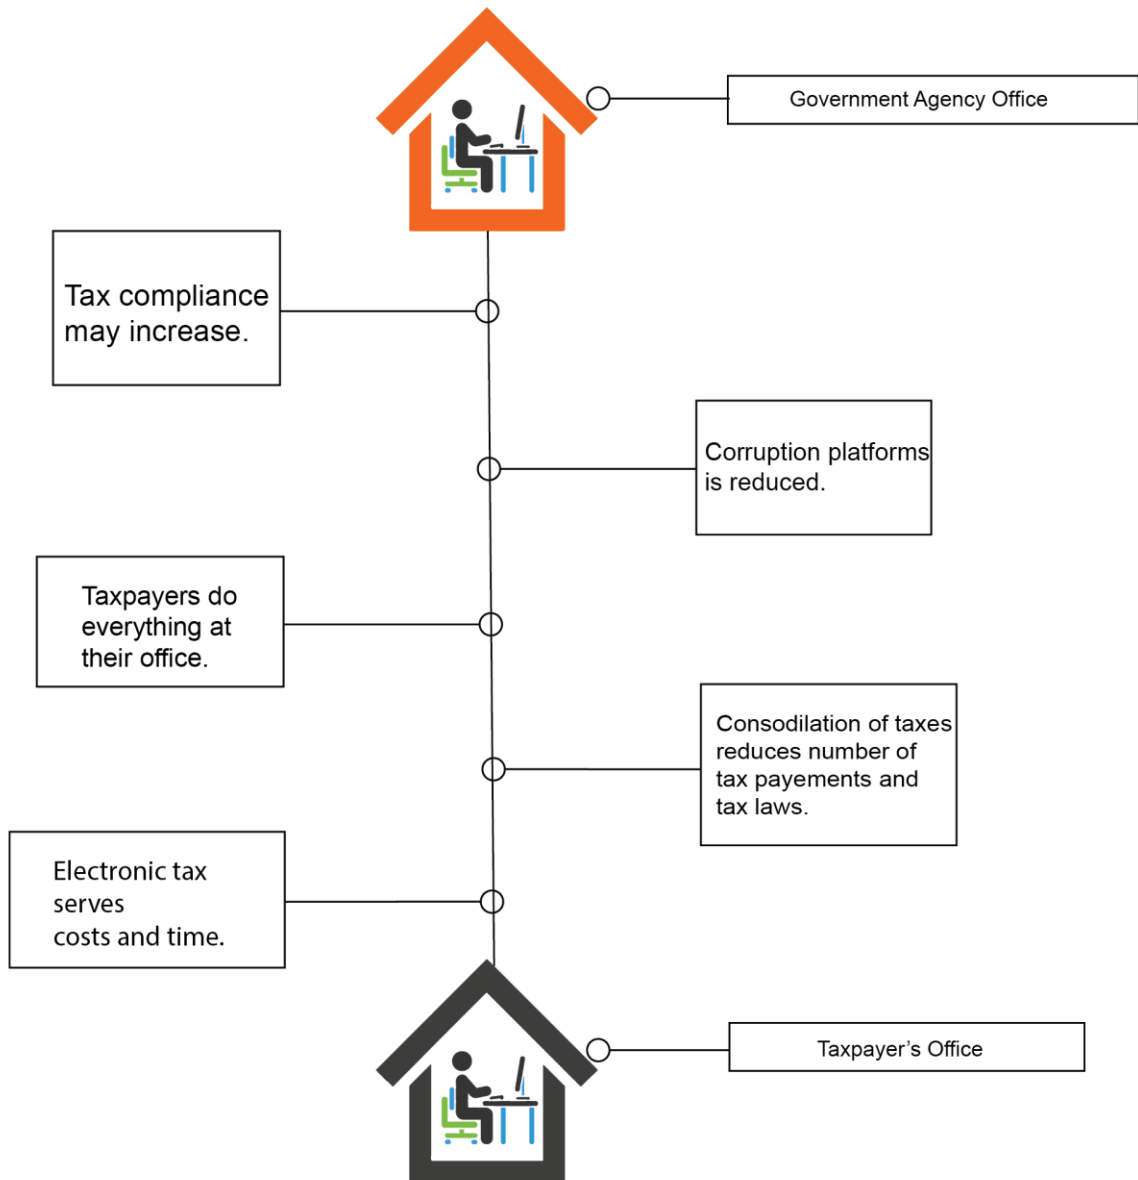 Government Agency Office
Tax compliance
may increase.
Corruption platforms
is reduced.
Taxpayers do
everything at
their office.
Consodilation of taxes
reduces number of
tax payements and
tax laws.
Electronic tax
serves
costs and time.
Taxpayer’s Office